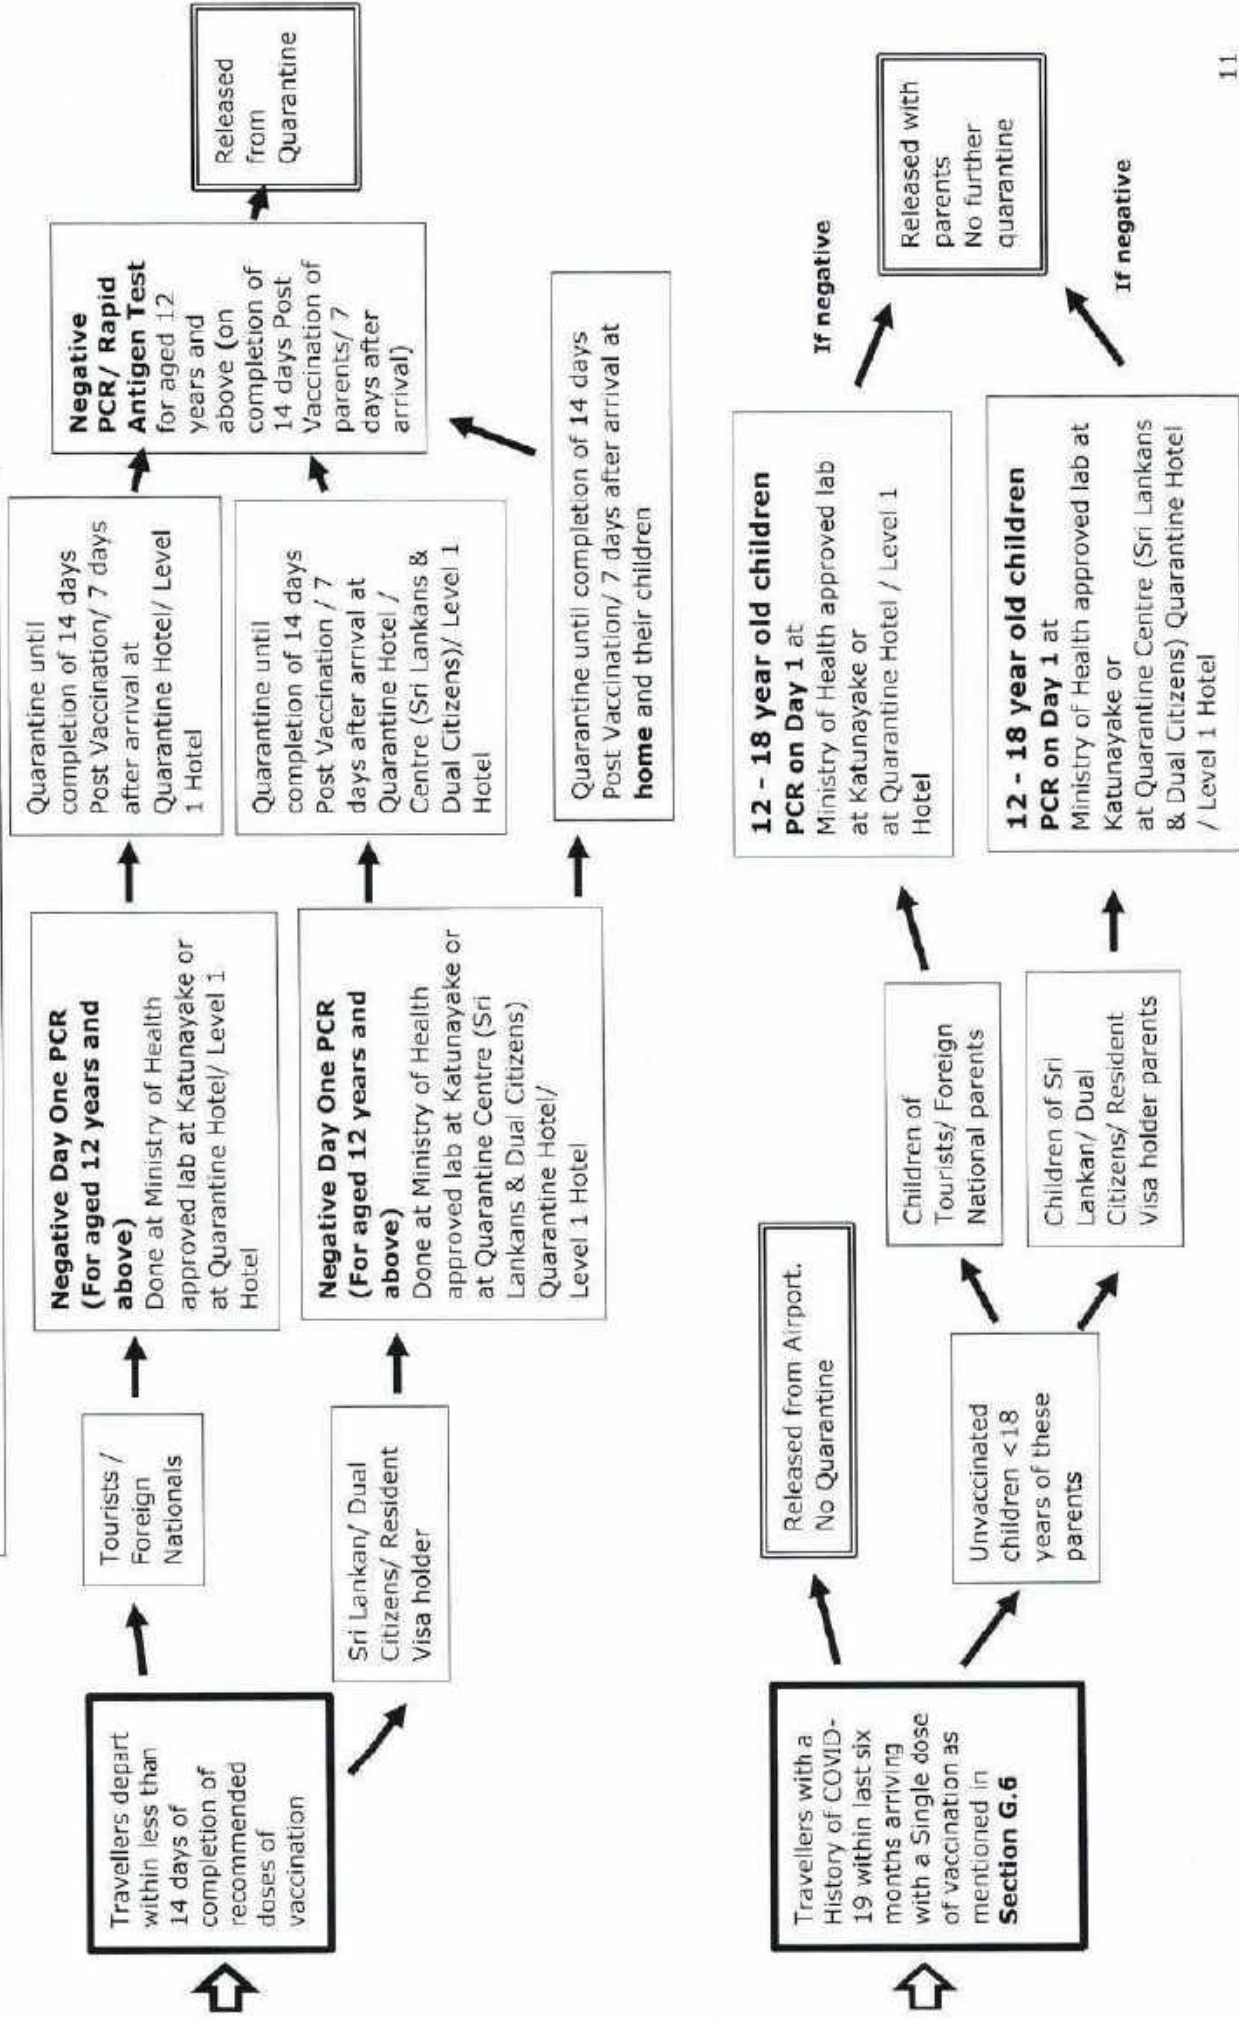 Travellers depart
within less than
14 days of
completion of
recommended
doses of
vaccination
Tourists /
Foreign
Nationals
Negative Day One PCR
(For aged 12 years and
above)
Done at Ministry of Health
approved lab at Katunayake or
at Quarantine Hotel/ Level 1
Hotel
Quarantine until
completion of 14 days
Post Vaccination/ 7 days
after arrival at
Quarantine Hotel/ Level
1 Hotel
Sri Lankan/ Dual
Citizens/ Resident
Visa holder
Negative Day One PCR
(For aged 12 years and
above)
Done at Ministry of Health
approved lab at Katunayake or
at Quarantine Centre (Sri
Lankans & Dual Citizens)
Quarantine Hotel/
Level 1 Hotel
Quarantine until
completion of 14 days
Post Vaccination / 7
days after arrival at
Quarantine Hotel /
Centre (Sri Lankans &
Dual Citizens)/ Level 1
Hotel
Quarantine until completion of 14 days
Post Vaccination/ 7 days after arrival at
home and their children
Negative
PCR/ Rapid
Antigen Test
for aged 12
years and
above (on
completion of
14 days Post
Vaccination of
parents/ 7
days after
arrival)
Released
from
Quarantine
Travellers with a
History of COVID-
19 within last six
months arriving
with a Single dose
of vaccination as
mentioned in
Section G.6
Released from Airport.
No Quarantine
Unvaccinated
children <18
years of these
parents
Children of
Tourists/ Foreign
National parents
12 - 18 year old children
PCR on Day 1 at
Ministry of Health approved lab
at Katunayake or
at Quarantine Hotel / Level 1
Hotel
If negative
Children of Sri
Lankan/ Dual
Citizens/ Resident
Visa holder parents
12 - 18 year old children
PCR on Day 1 at
Ministry of Health approved lab at
Katunayake or
at Quarantine Centre (Sri Lankans
& Dual Citizens) Quarantine Hotel
/ Level 1 Hotel
If negative
Released with
parents
No further
quarantine
11